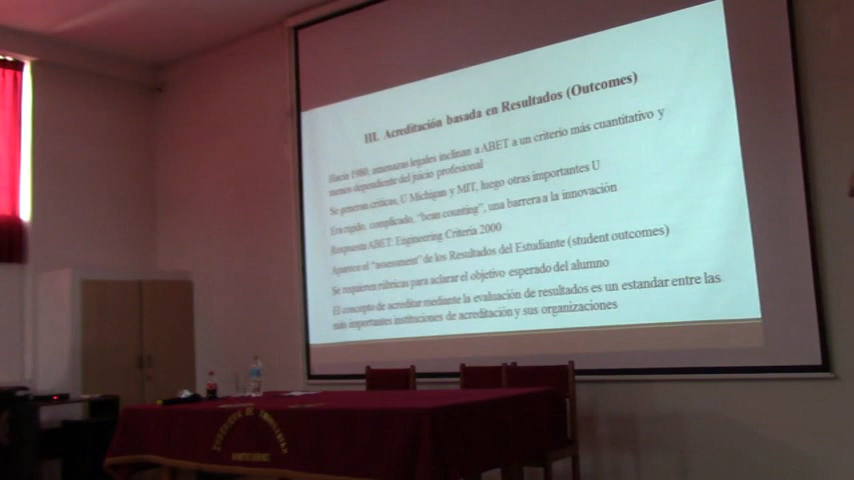 III. Acreditación basada en Resultados (Outcomes)
Hacia 1980, amenazas legales inclinan a ABET a un criterio más cuantitativo y
menos dependiente del juicio profesional
Se generan críticas, U Michigan y MIT, luego otras importantes U
Era rígido, complicado, "bean counting", una barrera a la innovación
Respuesta ABET: Engineering Criteria 2000
Aparece el "assessment" de los Resultados del Estudiante (student outcomes)
Se requieren rúbricas para aclarar el objetivo esperado del alumno
El concepto de acreditar mediante la evaluación de resultados es un estandar entre las
más importantes instituciones de acreditación y sus organizaciones